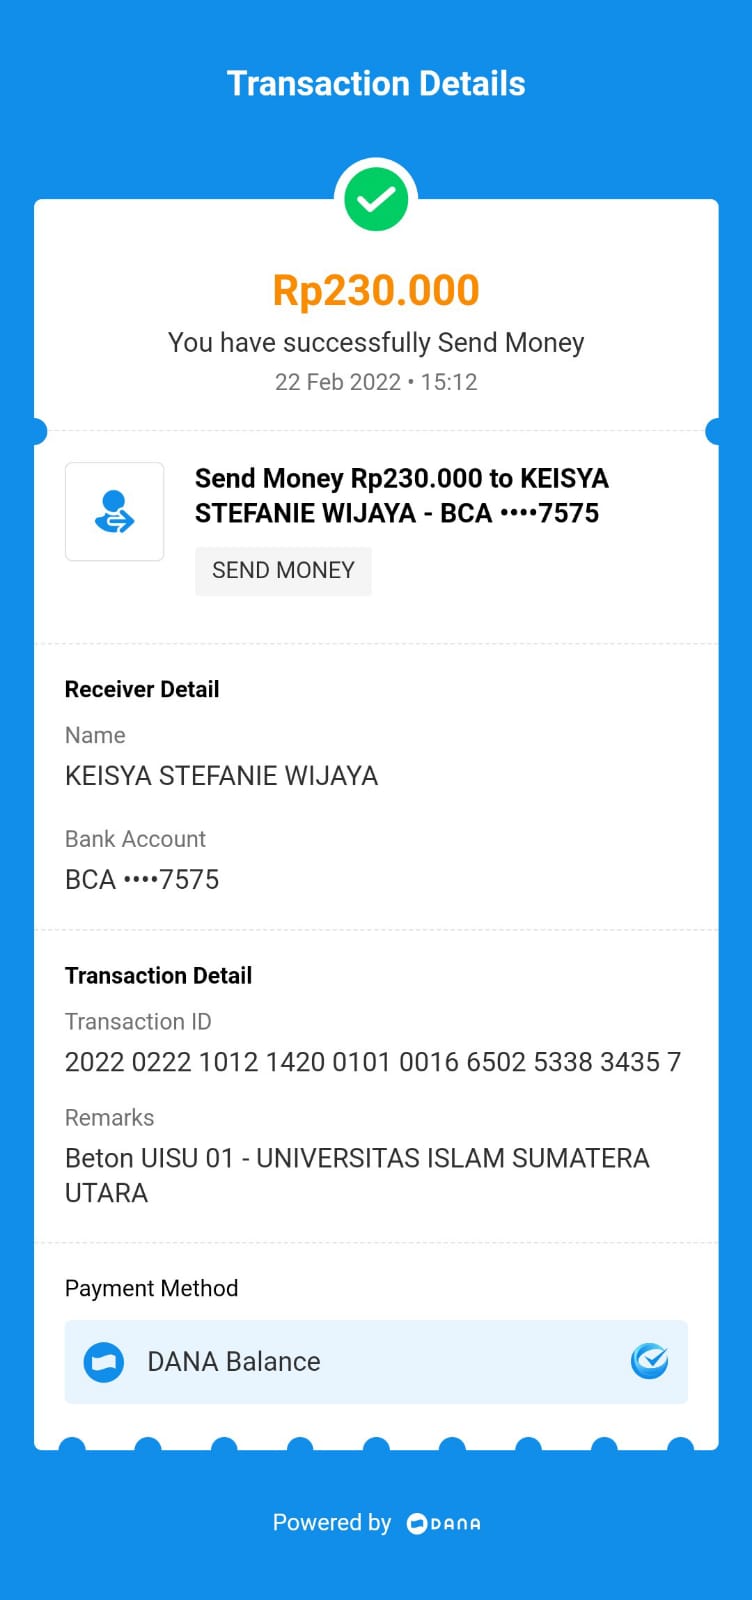 Transaction Details
Rp230.000
You have successfully Send Money
22 Feb 2022 • 15:12
Send Money Rp230.000 to KEISYA
STEFANIE WIJAYA - BCA ••••7575
SEND MONEY
Receiver Detail
Name
KEISYA STEFANIE WIJAYA
Bank Account
BCA ••••7575
Transaction Detail
Transaction ID
2022 0222 1012 1420 0101 0016 6502 5338 3435 7
Remarks
Beton UISU 01 - UNIVERSITAS ISLAM SUMATERA
UTARA
Payment Method
DANA Balance
Powered by DANA